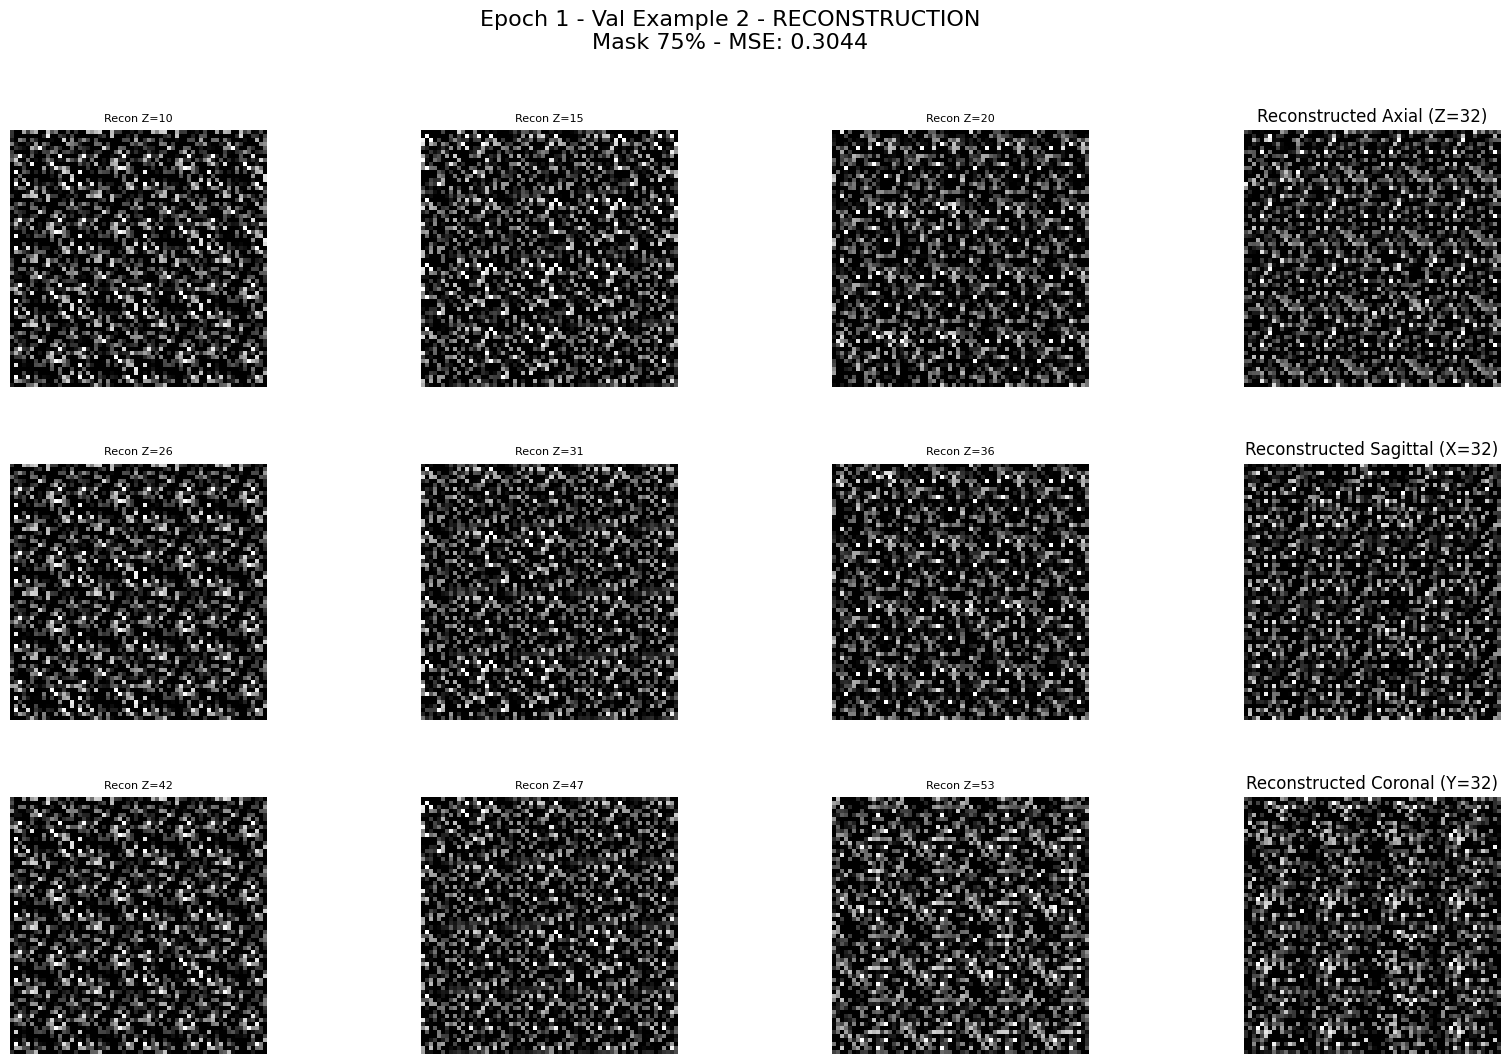 Epoch 1 - Val Example 2 - RECONSTRUCTION
Mask 75% - MSE: 0.3044
Recon Z=10
Recon Z=15
Recon Z=20
Reconstructed Axial (Z=32)
Recon Z=26
Recon Z=31
Recon Z=36
Reconstructed Sagittal (X=32)
Recon Z=42
Recon Z=47
Recon Z=53
Reconstructed Coronal (Y=32)